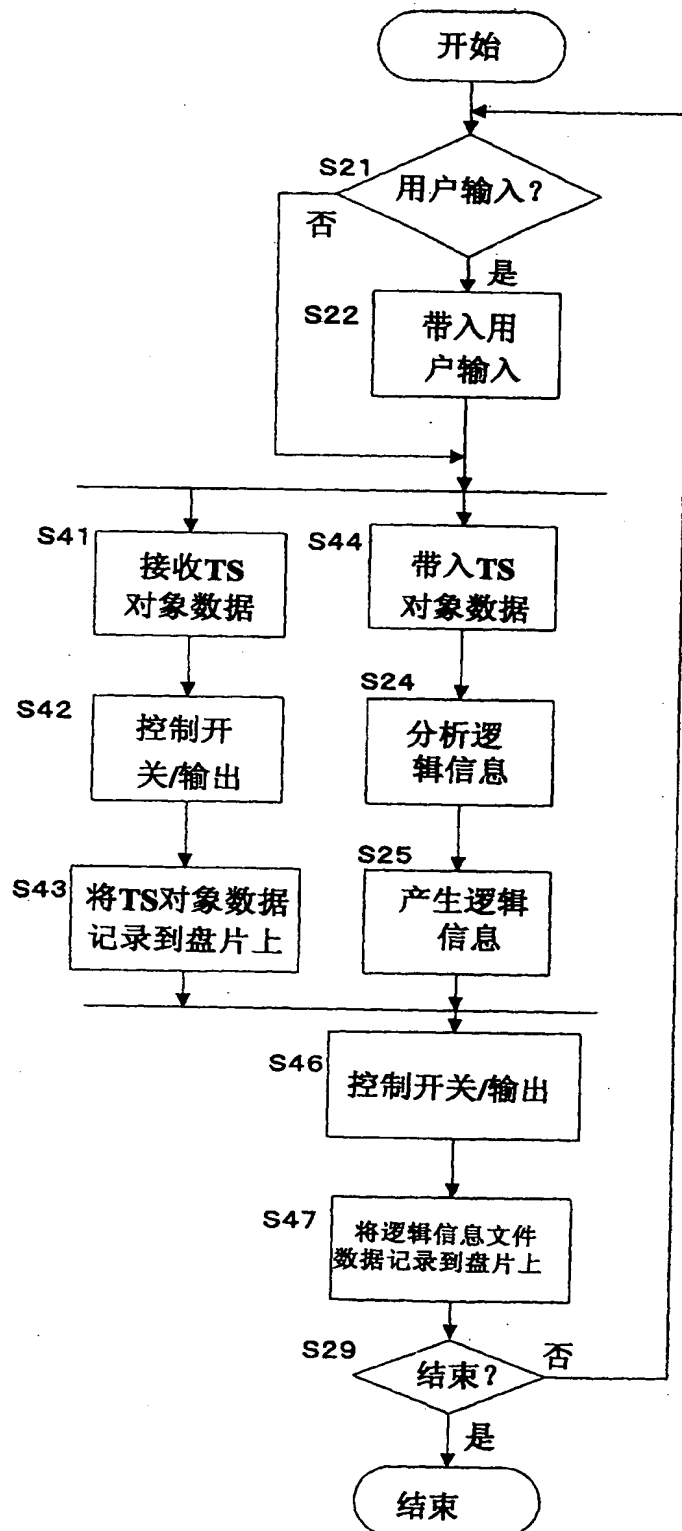 开始
S21
用户输入?
否
是
S22
带入用
户输入
S41
接收TS
对象数据
S44
带入TS
对象数据
S42
控制开
关/输出
S24
分析逻
辑信息
S43
将TS对象数据
记录到盘片上
S25
产生逻辑
信息
S46
控制开关/输出
S47
将逻辑信息文件
数据记录到盘片上
S29
结束?
否
是
结束